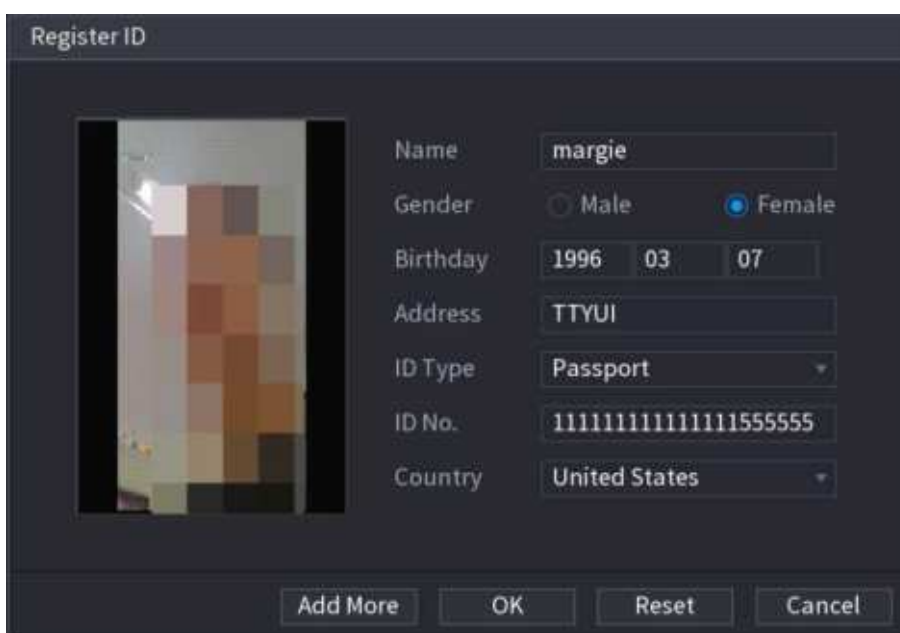 Register ID
Name margie
Gender Male Female
Birthday 1996 03 07
Address TTYUI
ID Type Passport
ID No. 111111111111111555555
Country United States
Add More OK Reset Cancel